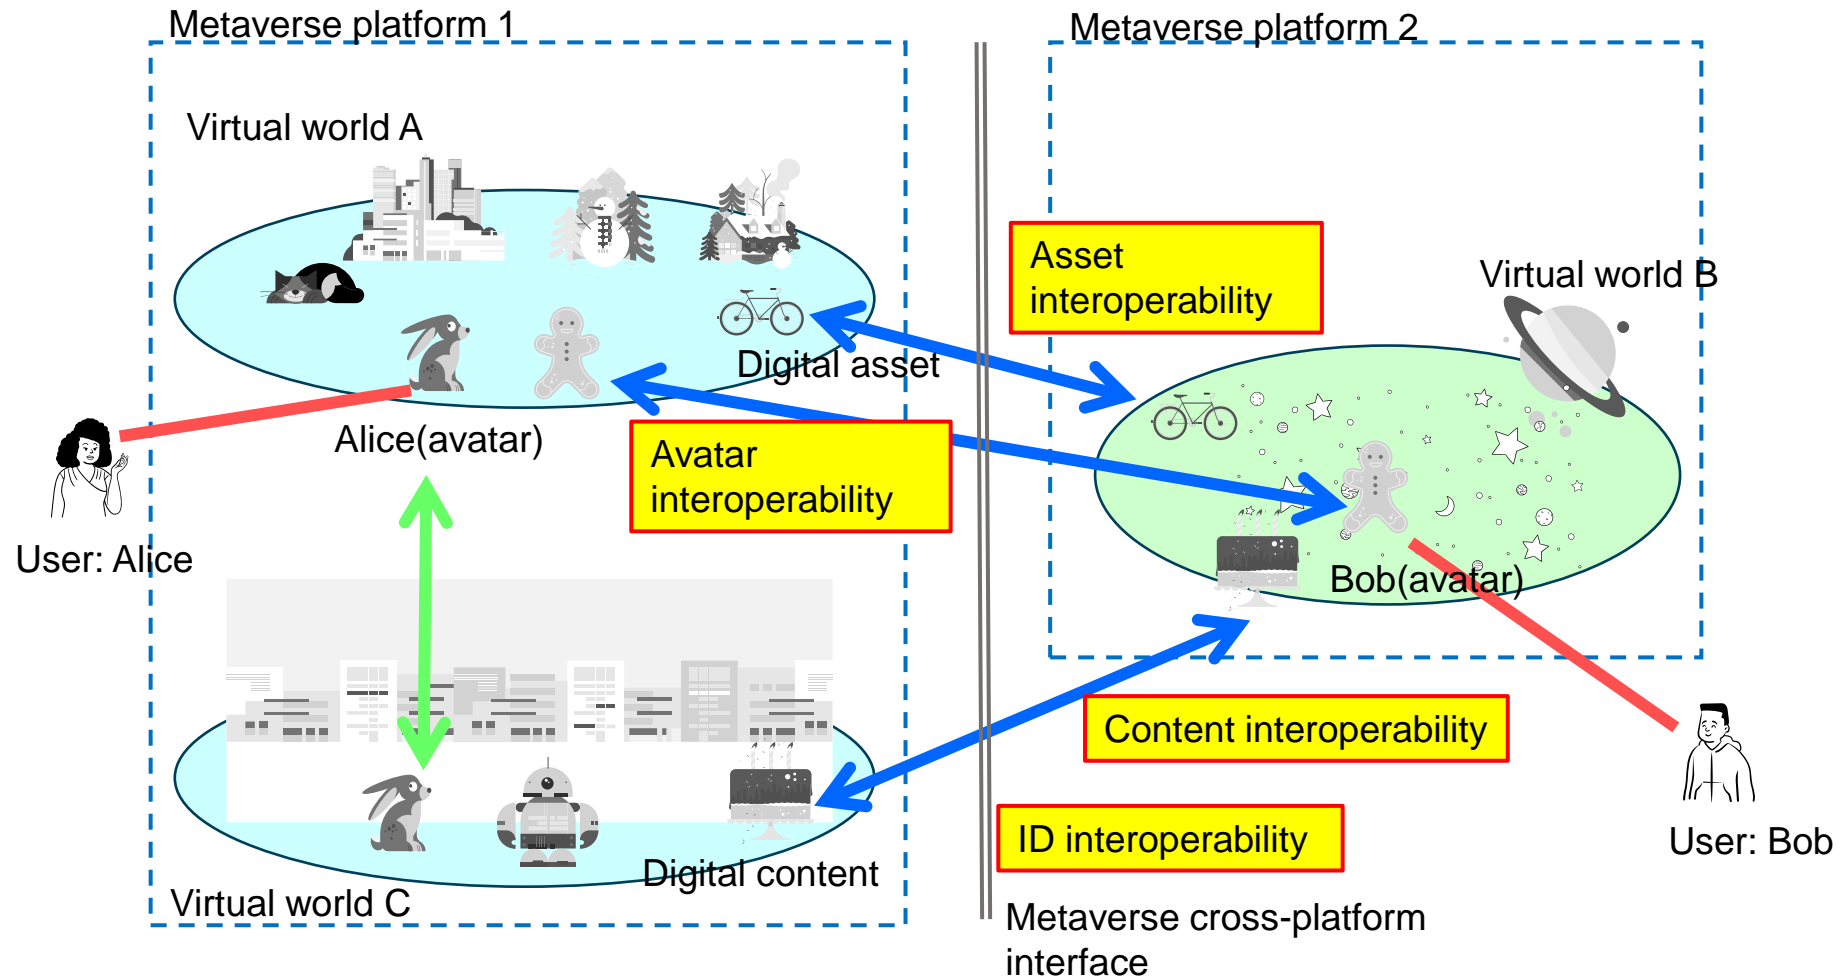 Metaverse platform 1
Metaverse platform 2
Virtual world A
Asset
interoperability
Virtual world B
Digital asset
Alice(avatar)
Avatar
interoperability
User: Alice
Bob(avatar)
Content interoperability
ID interoperability
User: Bob
Digital content
Virtual world C
Metaverse cross-platform
interface